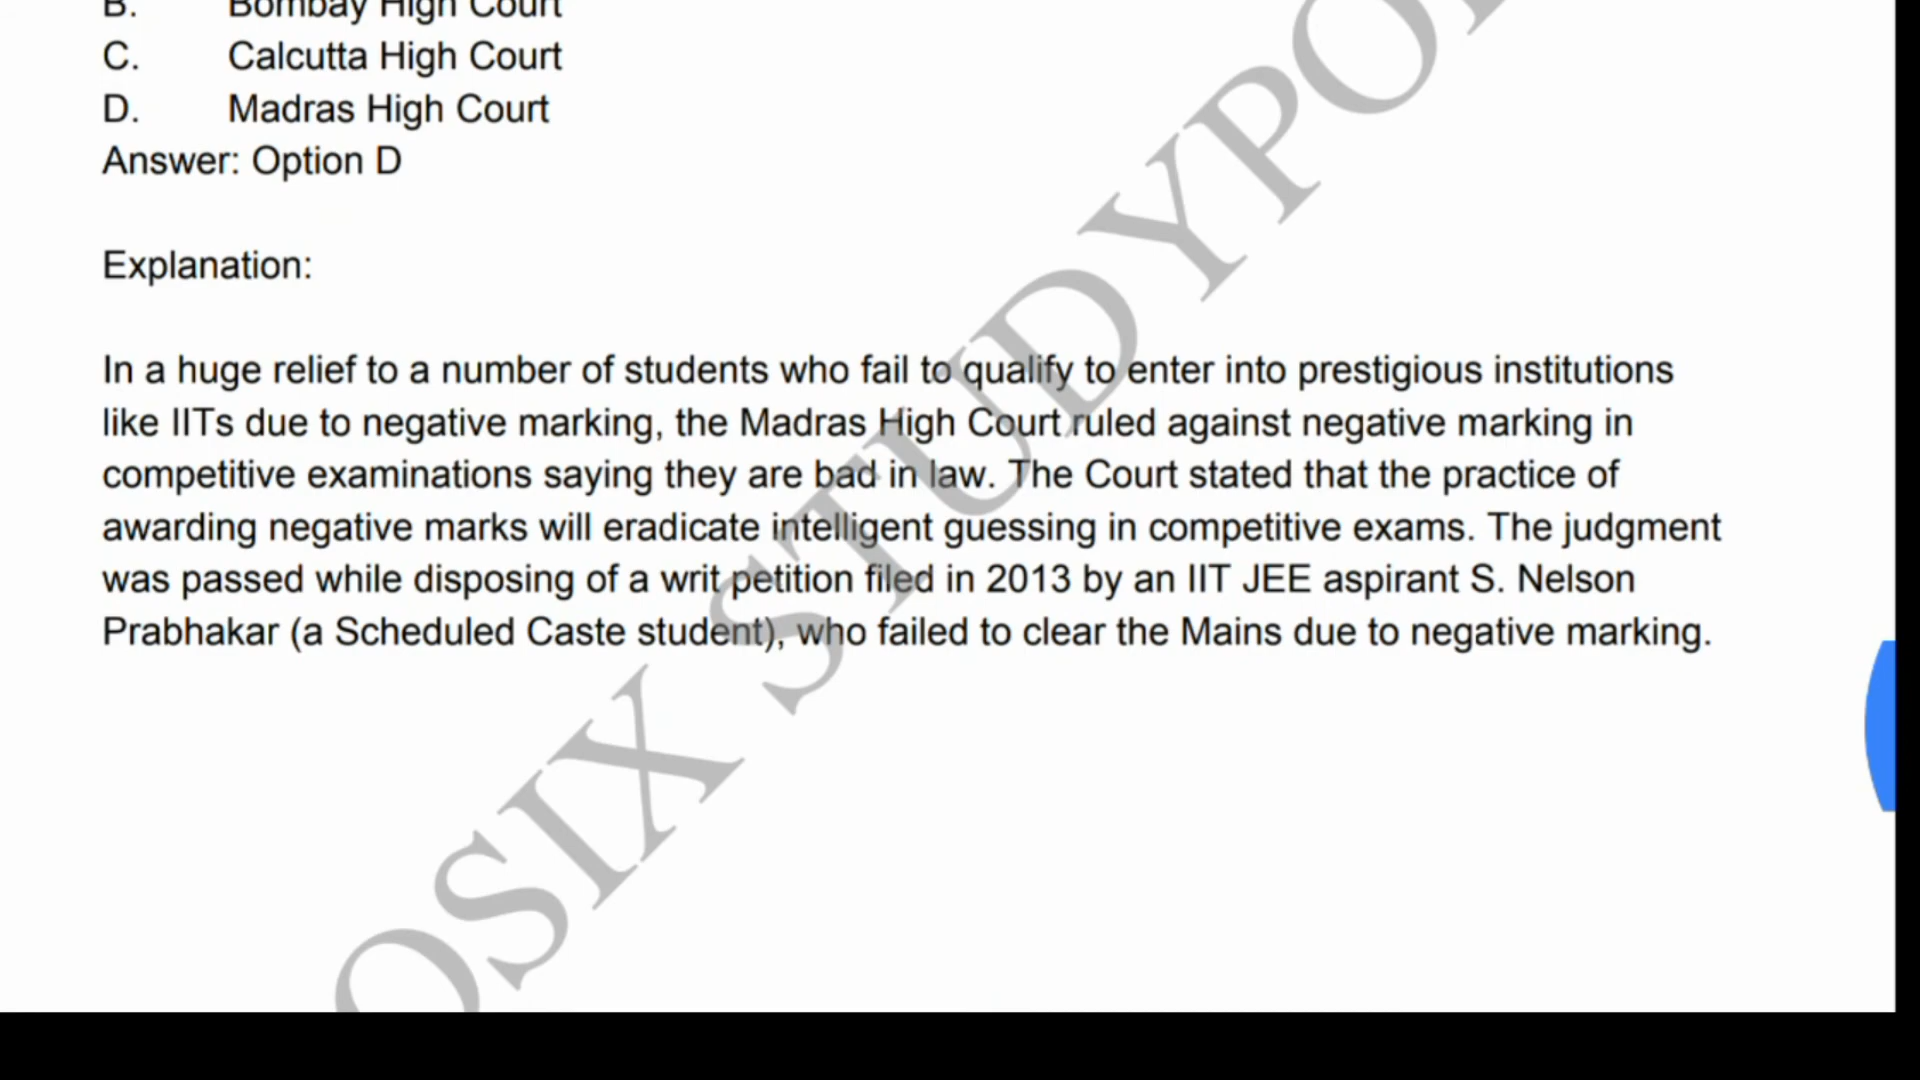 B. Bombay High Court
C. Calcutta High Court
D. Madras High Court
Answer: Option D
Explanation:
In a huge relief to a number of students who fail to qualify to enter into prestigious institutions
like IITs due to negative marking, the Madras High Court ruled against negative marking in
competitive examinations saying they are bad in law. The Court stated that the practice of
awarding negative marks will eradicate intelligent guessing in competitive exams. The judgment
was passed while disposing of a writ petition filed in 2013 by an IIT JEE aspirant S. Nelson
Prabhakar (a Scheduled Caste student), who failed to clear the Mains due to negative marking.
OSIX STUDYPO